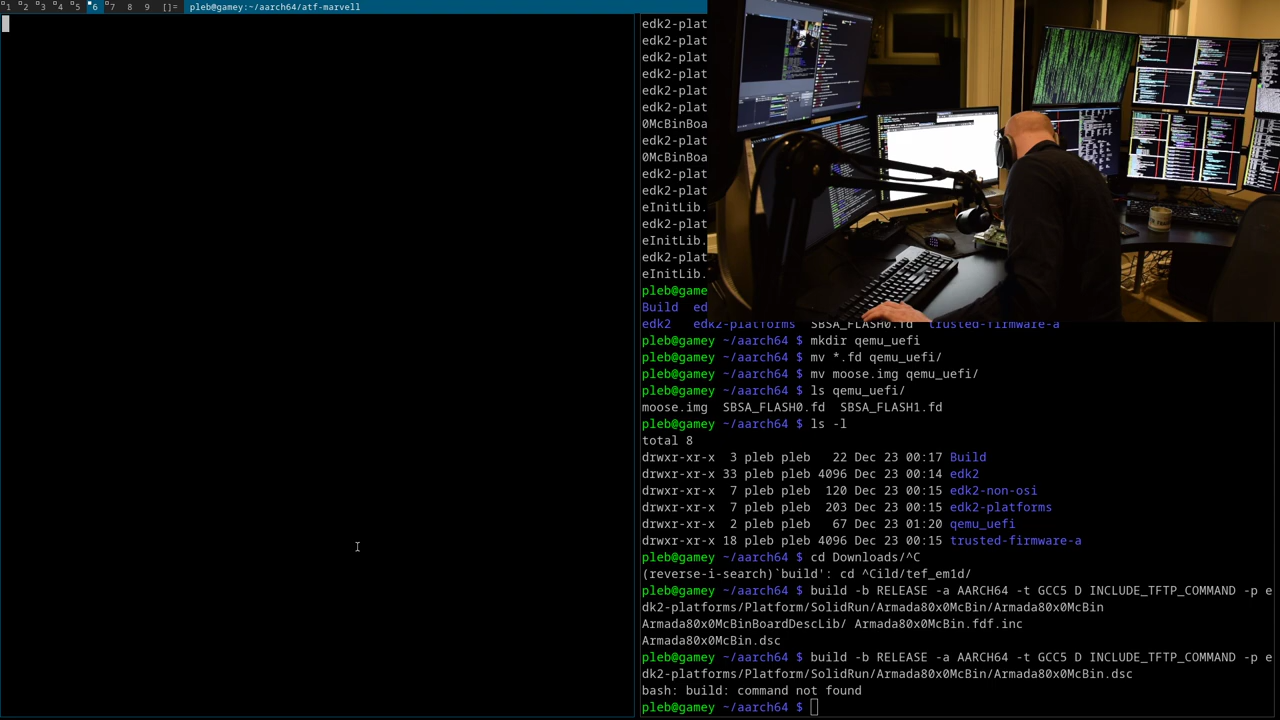 1 2 3 4 5 6 7 8 9 []= pleb@gamey:~/aarch64/atf-marvell
edk2-plat
edk2-plat
edk2-plat
edk2-plat
edk2-plat
edk2-plat
0McBinBoa
edk2-plat
0McBinBoa
edk2-plat
edk2-plat
eInitLib.
edk2-plat
eInitLib.
edk2-plat
eInitLib.
pleb@game
Build ed
edk2 edk2-platforms SBSA_FLASH0.fd trusted-firmware-a
pleb@gamey ~/aarch64 $ mkdir qemu_uefi
pleb@gamey ~/aarch64 $ mv *.fd qemu_uefi/
pleb@gamey ~/aarch64 $ mv moose.img qemu_uefi/
pleb@gamey ~/aarch64 $ ls qemu_uefi/
moose.img SBSA_FLASH0.fd SBSA_FLASH1.fd
pleb@gamey ~/aarch64 $ ls -l
total 8
drwxr-xr-x 3 pleb pleb 22 Dec 23 00:17 Build
drwxr-xr-x 33 pleb pleb 4096 Dec 23 00:14 edk2
drwxr-xr-x 7 pleb pleb 120 Dec 23 00:15 edk2-non-osi
drwxr-xr-x 7 pleb pleb 203 Dec 23 00:15 edk2-platforms
drwxr-xr-x 2 pleb pleb 67 Dec 23 01:20 qemu_uefi
drwxr-xr-x 18 pleb pleb 4096 Dec 23 00:15 trusted-firmware-a
pleb@gamey ~/aarch64 $ cd Downloads/^C
(reverse-i-search)`build': cd ^Cild/tef_em1d/
pleb@gamey ~/aarch64 $ build -b RELEASE -a AARCH64 -t GCC5 D INCLUDE_TFTP_COMMAND -p e
dk2-platforms/Platform/SolidRun/Armada80x0McBin/Armada80x0McBin
Armada80x0McBinBoardDescLib/ Armada80x0McBin.fdf.inc
Armada80x0McBin.dsc
pleb@gamey ~/aarch64 $ build -b RELEASE -a AARCH64 -t GCC5 D INCLUDE_TFTP_COMMAND -p e
dk2-platforms/Platform/SolidRun/Armada80x0McBin/Armada80x0McBin.dsc
bash: build: command not found
pleb@gamey ~/aarch64 $